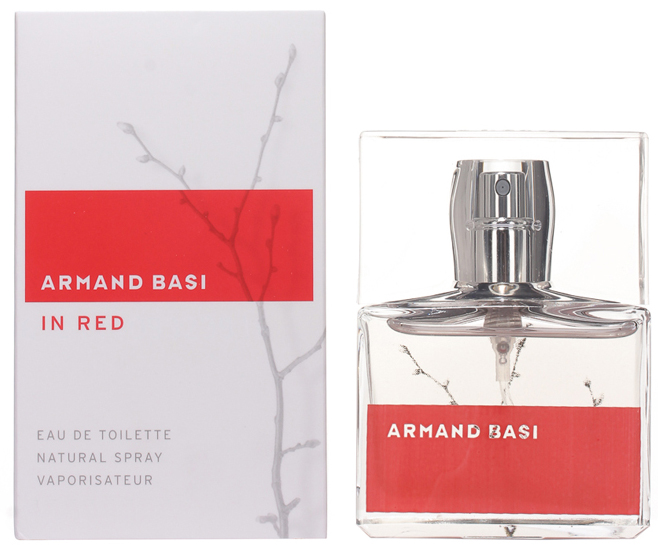 ARMAND BASI
IN RED
EAU DE TOILETTE
NATURAL SPRAY
VAPORISATEUR
ARMAND BASI